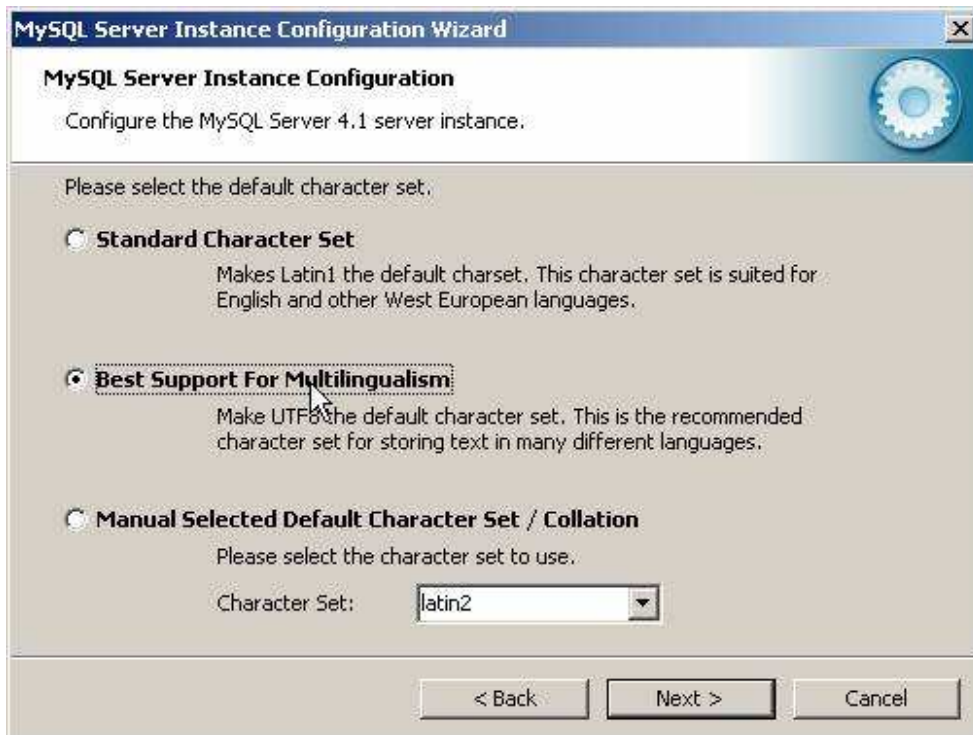 MySQL Server Instance Configuration Wizard
MySQL Server Instance Configuration
Configure the MySQL Server 4.1 server instance.
Please select the default character set.
Standard Character Set
Makes Latin1 the default charset. This character set is suited for
English and other West European languages.
Best Support For Multilingualism
Make UTF8 the default character set. This is the recommended
character set for storing text in many different languages.
Manual Selected Default Character Set / Collation
Please select the character set to use.
Character Set: latin2
< Back Next > Cancel